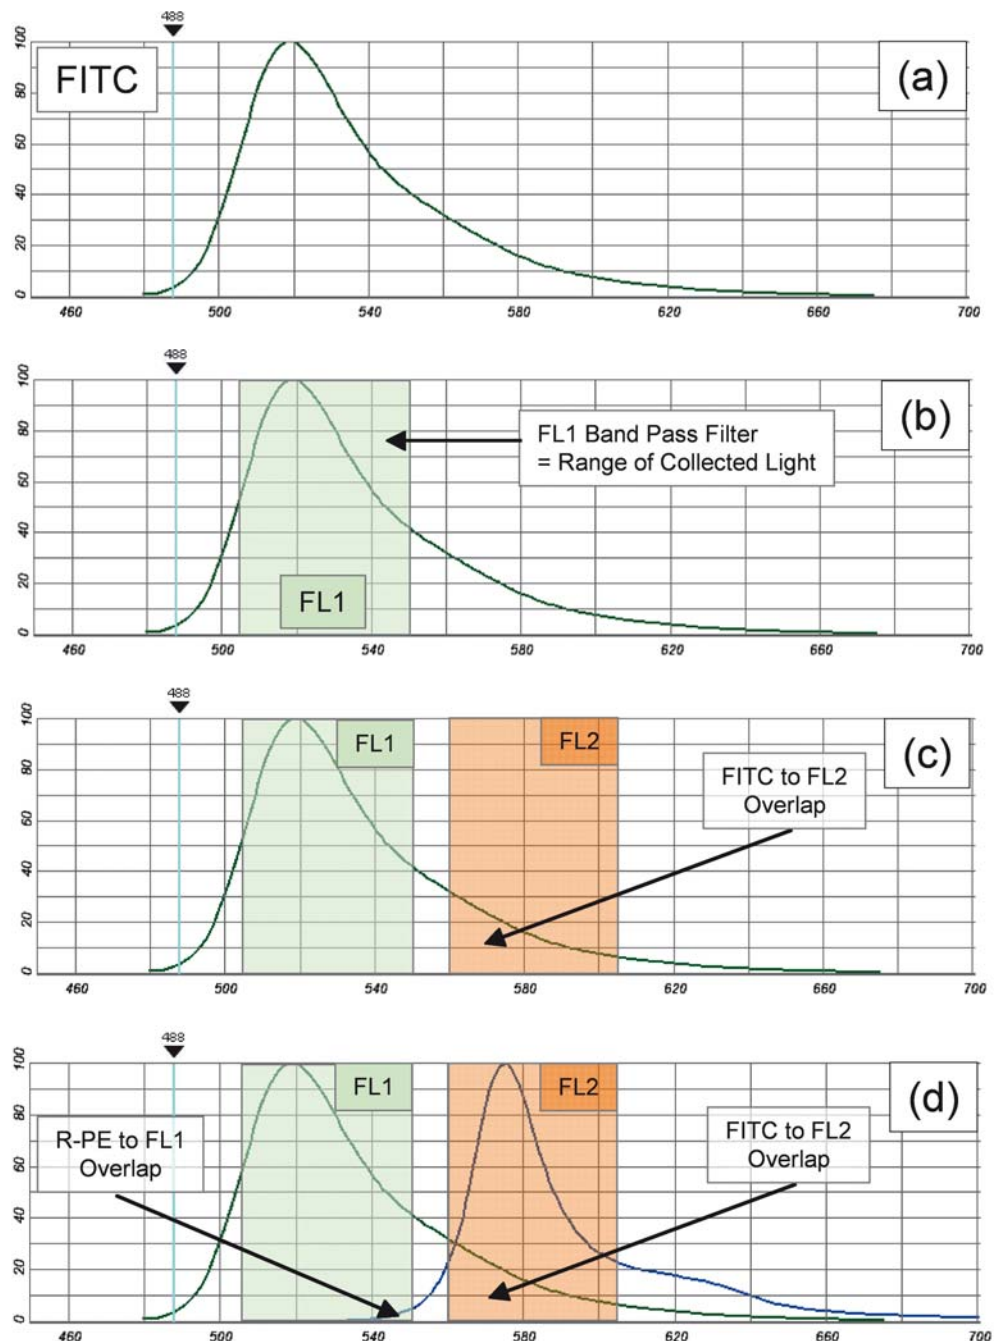 488
FITC
(a)
100
80
60
40
20
0
460 500 540 580 620 660 700
488
(b)
100
80
60
40
20
0
FL1 Band Pass Filter
= Range of Collected Light
FL1
460 500 540 580 620 660 700
488
(c)
100
80
60
40
20
0
FL1
FL2
FITC to FL2
Overlap
460 500 540 580 620 660 700
488
(d)
100
80
60
40
20
0
FL1
FL2
R-PE to FL1
Overlap
FITC to FL2
Overlap
460 500 540 580 620 660 700